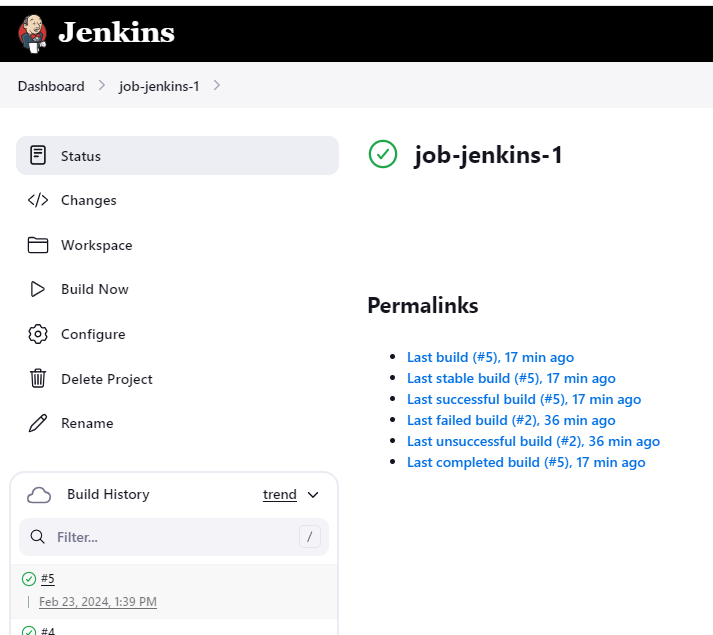 Jenkins
Dashboard
job-jenkins-1
Status
Changes
Workspace
Build Now
Configure
Delete Project
Rename
Build History
trend
Filter...
/
#5
Feb 23, 2024, 1:39 PM
#4
job-jenkins-1
Permalinks
Last build (#5), 17 min ago
Last stable build (#5), 17 min ago
Last successful build (#5), 17 min ago
Last failed build (#2), 36 min ago
Last unsuccessful build (#2), 36 min ago
Last completed build (#5), 17 min ago